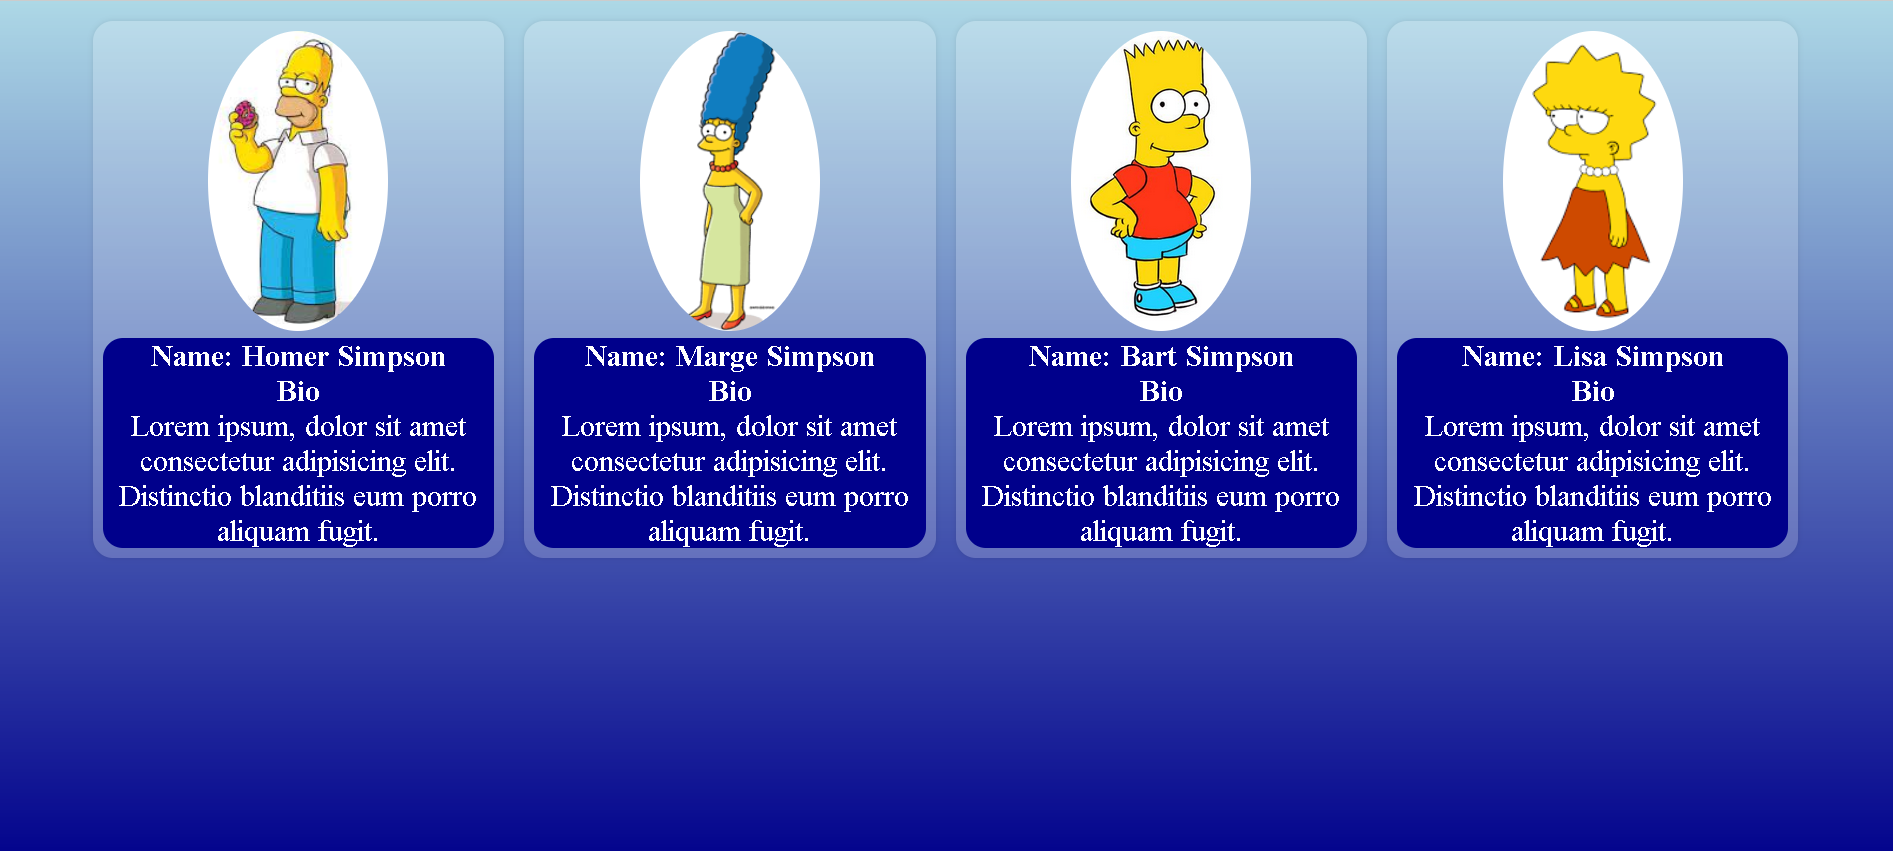 Name: Homer Simpson
Bio
Lorem ipsum, dolor sit amet
consectetur adipisicing elit.
Distinctio blanditiis eum porro
aliquam fugit.
Name: Marge Simpson
Bio
Lorem ipsum, dolor sit amet
consectetur adipisicing elit.
Distinctio blanditiis eum porro
aliquam fugit.
Name: Bart Simpson
Bio
Lorem ipsum, dolor sit amet
consectetur adipisicing elit.
Distinctio blanditiis eum porro
aliquam fugit.
Name: Lisa Simpson
Bio
Lorem ipsum, dolor sit amet
consectetur adipisicing elit.
Distinctio blanditiis eum porro
aliquam fugit.